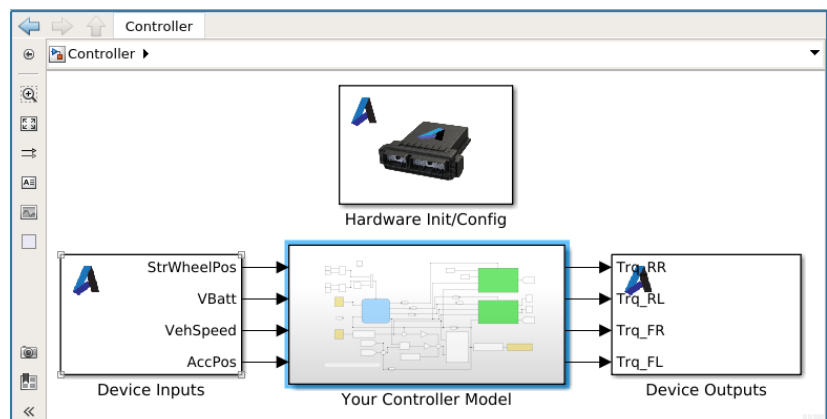 Controller
Controller
Hardware Init/Config
StrWheelPos
VBatt
VehSpeed
AccPos
Device Inputs
Your Controller Model
Trq_RR
Trq_RL
Trq_FR
Trq_FL
Device Outputs